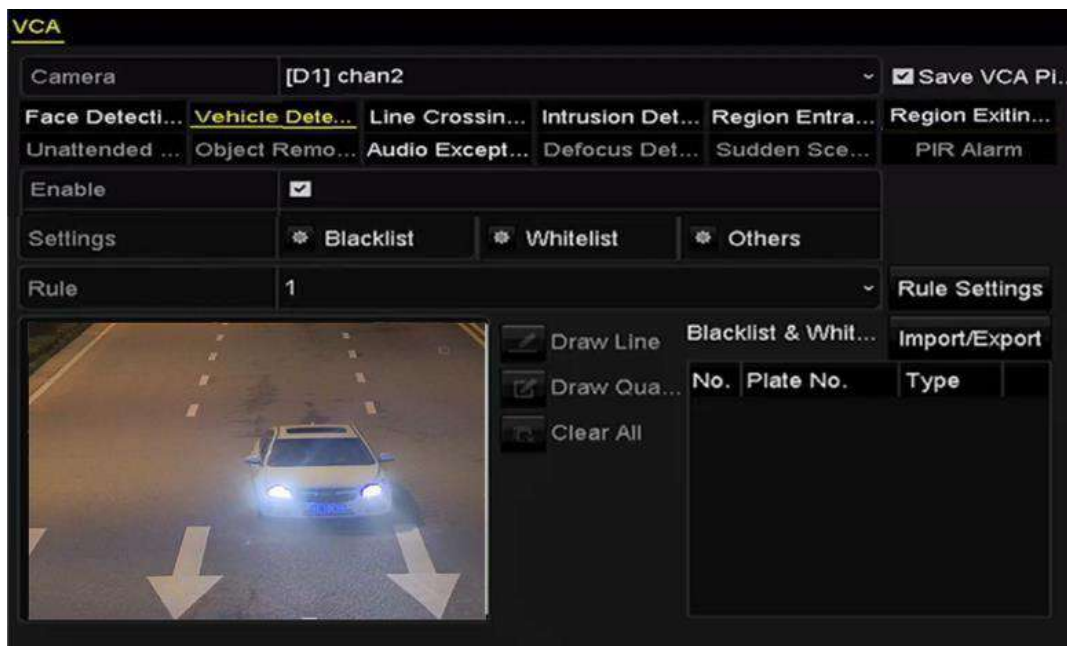 VCA
Camera [D1] chan2 Save VCA Pi..
Face Detecti... Vehicle Dete... Line Crossin... Intrusion Det... Region Entra... Region Exitin...
Unattended ... Object Remo... Audio Except... Defocus Det... Sudden Sce... PIR Alarm
Enable
Settings Blacklist Whitelist Others
Rule 1 Rule Settings
Draw Line Blacklist & Whit... Import/Export
Draw Qua... No. Plate No. Type
Clear All